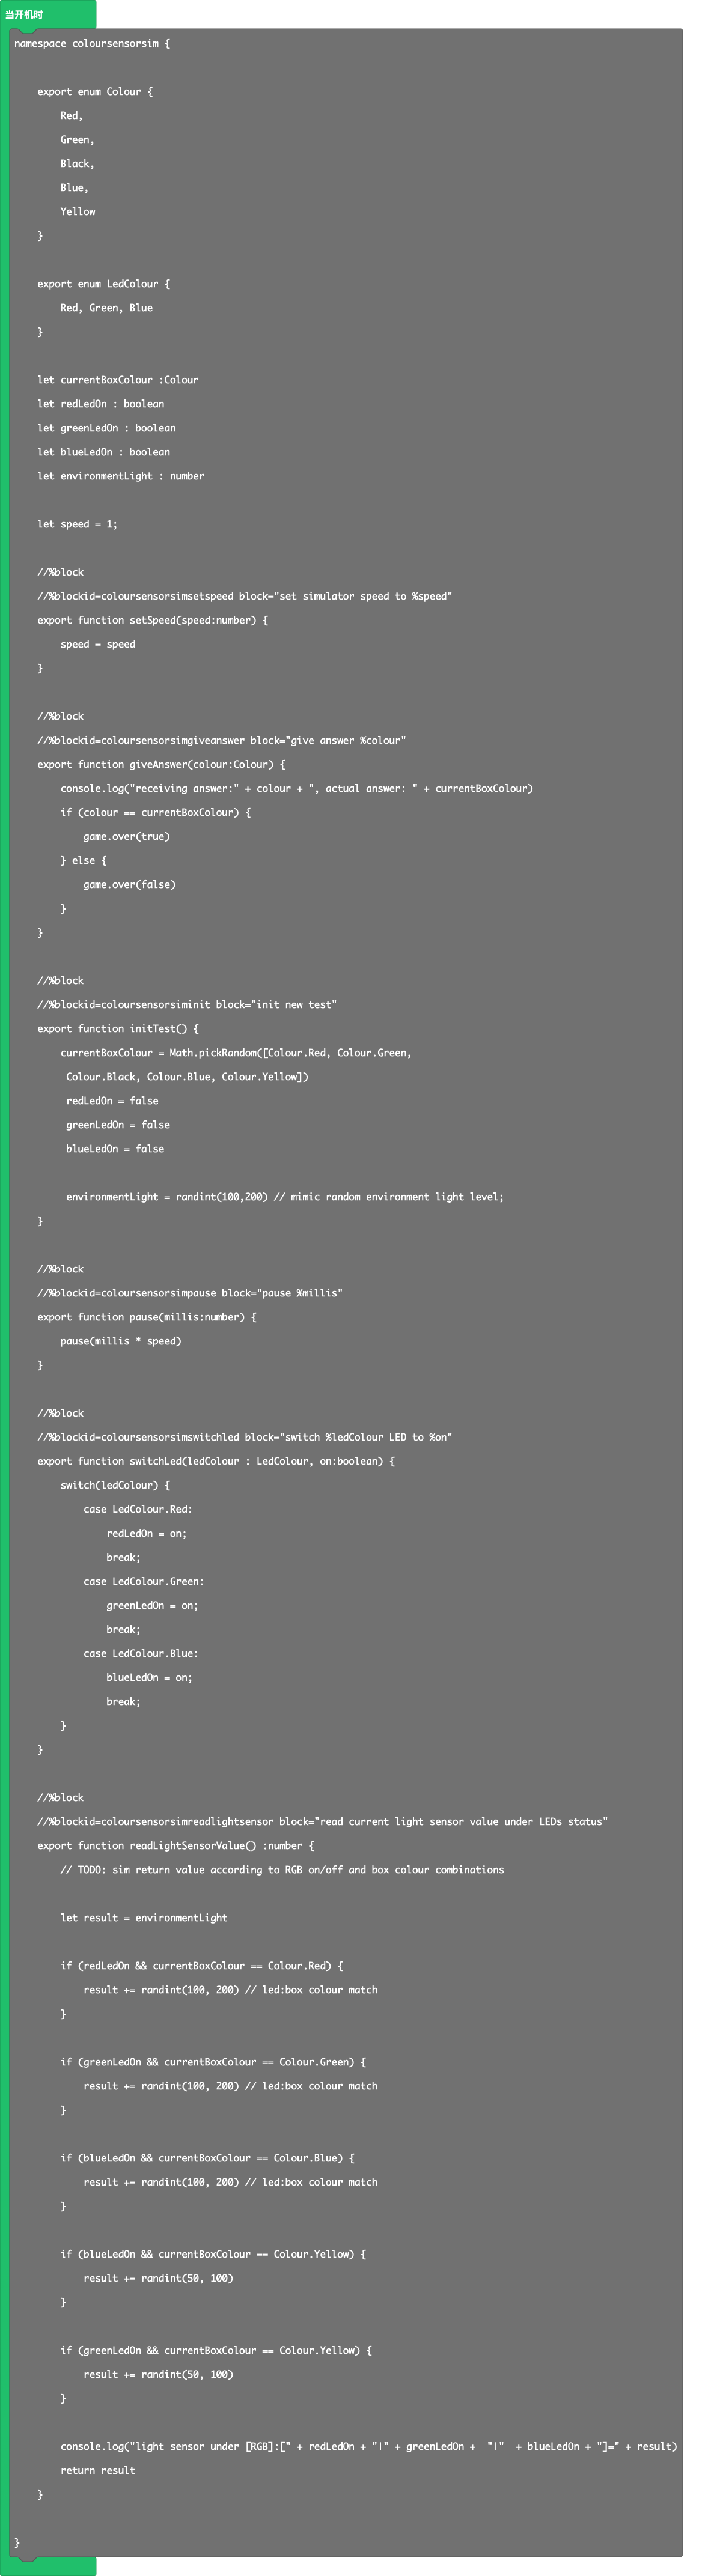 当开机时
namespace coloursensorsim {
export enum Colour {
Red,
Green,
Black,
Blue,
Yellow
}
export enum LedColour {
Red, Green, Blue
}
let currentBoxColour :Colour
let redLedOn : boolean
let greenLedOn : boolean
let blueLedOn : boolean
let environmentLight : number
let speed = 1;
//%block
//%blockid=coloursensorsimsetspeed block="set simulator speed to %speed"
export function setSpeed(speed:number) {
speed = speed
}
//%block
//%blockid=coloursensorsimgiveanswer block="give answer %colour"
export function giveAnswer(colour:Colour) {
console.log("receiving answer:" + colour + ", actual answer: " + currentBoxColour)
if (colour == currentBoxColour) {
game.over(true)
} else {
game.over(false)
}
}
//%block
//%blockid=coloursensorsiminit block="init new test"
export function initTest() {
currentBoxColour = Math.pickRandom([Colour.Red, Colour.Green,
Colour.Black, Colour.Blue, Colour.Yellow])
redLedOn = false
greenLedOn = false
blueLedOn = false
environmentLight = randint(100,200) // mimic random environment light level;
}
//%block
//%blockid=coloursensorsimpause block="pause %millis"
export function pause(millis:number) {
pause(millis * speed)
}
//%block
//%blockid=coloursensorsimswitchled block="switch %ledColour LED to %on"
export function switchLed(ledColour : LedColour, on:boolean) {
switch(ledColour) {
case LedColour.Red:
redLedOn = on;
break;
case LedColour.Green:
greenLedOn = on;
break;
case LedColour.Blue:
blueLedOn = on;
break;
}
}
//%block
//%blockid=coloursensorsimreadlightsensor block="read current light sensor value under LEDs status"
export function readLightSensorValue() :number {
// TODO: sim return value according to RGB on/off and box colour combinations
let result = environmentLight
if (redLedOn && currentBoxColour == Colour.Red) {
result += randint(100, 200) // led:box colour match
}
if (greenLedOn && currentBoxColour == Colour.Green) {
result += randint(100, 200) // led:box colour match
}
if (blueLedOn && currentBoxColour == Colour.Blue) {
result += randint(100, 200) // led:box colour match
}
if (blueLedOn && currentBoxColour == Colour.Yellow) {
result += randint(50, 100)
}
if (greenLedOn && currentBoxColour == Colour.Yellow) {
result += randint(50, 100)
}
console.log("light sensor under [RGB]:[" + redLedOn + "|" + greenLedOn +  "|"  + blueLedOn + "]=" + result)
return result
}
}